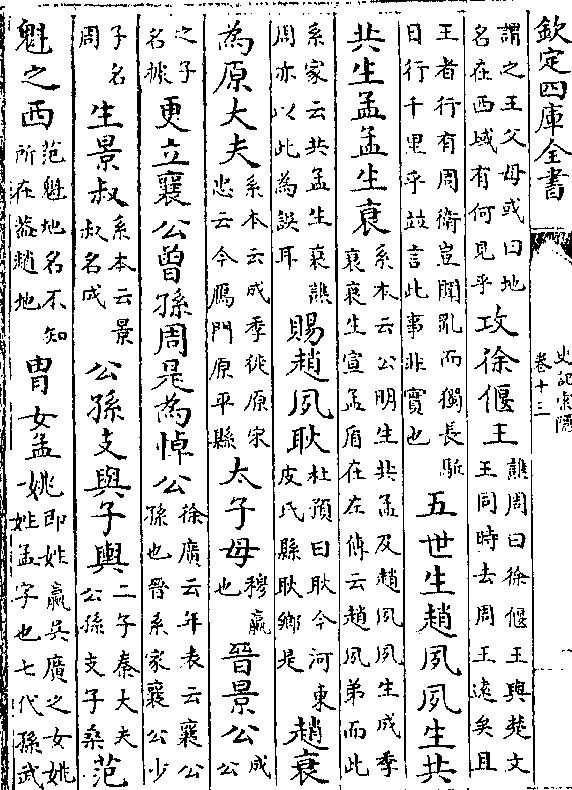 欽定四庫全書
史記索隱
卷十三
謂之王父母或曰地
名在西域有何見乎
攻徐偃王
譙周曰徐偃王與楚文
王同時去周王遠矣且
王者行有周衛豈聞亂而獨長驅
日行千里乎並言此事非實也
五世生趙夙夙生共
共生孟孟生衰
系本云公明生共孟及趙夙夙生成季
衰衰生宣孟盾在左傳云趙夙弟而此
系家云共孟生衰譙
周亦以此為誤耳
賜趙夙耿
杜預曰耿今河東
皮氏縣耿鄉是
趙衰
為原大夫
系本云成季徙原宋
忠云今鴈門原平縣
太子母
穆嬴
也
晉景公
成
公
之子
名據
更立襄公曾孫周是為悼公
徐廣云年表云襄公
孫也晉系家襄公少
子名
周
生景叔
系本云景
叔名成
公孫支與子輿
二子秦大夫
公孫支子桑
范
魁之西
范魁地名不知
所在蓋趙地
胄女孟姚
即娃嬴吳廣之女姚
姓孟字也七代孫武